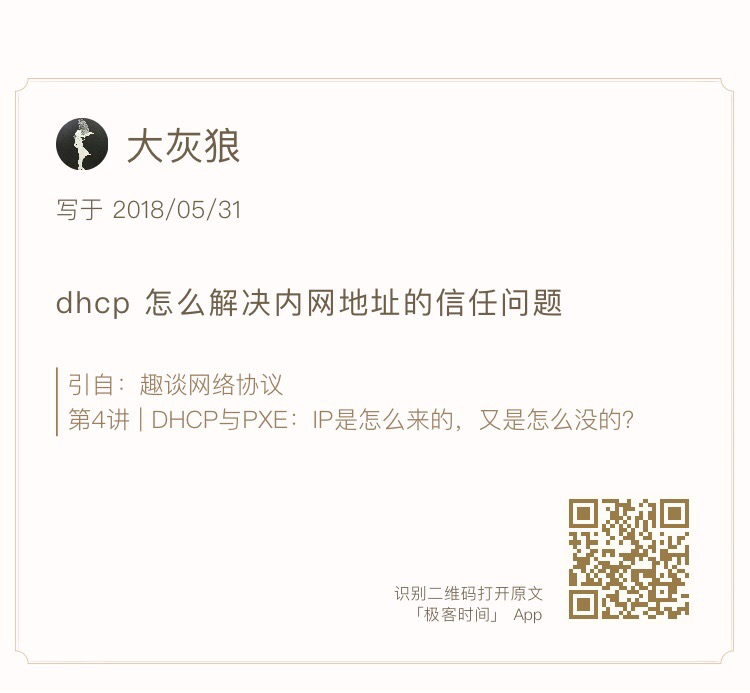 大灰狼
写于 2018/05/31
dhcp 怎么解决内网地址的信任问题
引自：趣谈网络协议
第4讲 | DHCP与PXE：IP是怎么来的，又是怎么没的？
识别二维码打开原文
「极客时间」 App